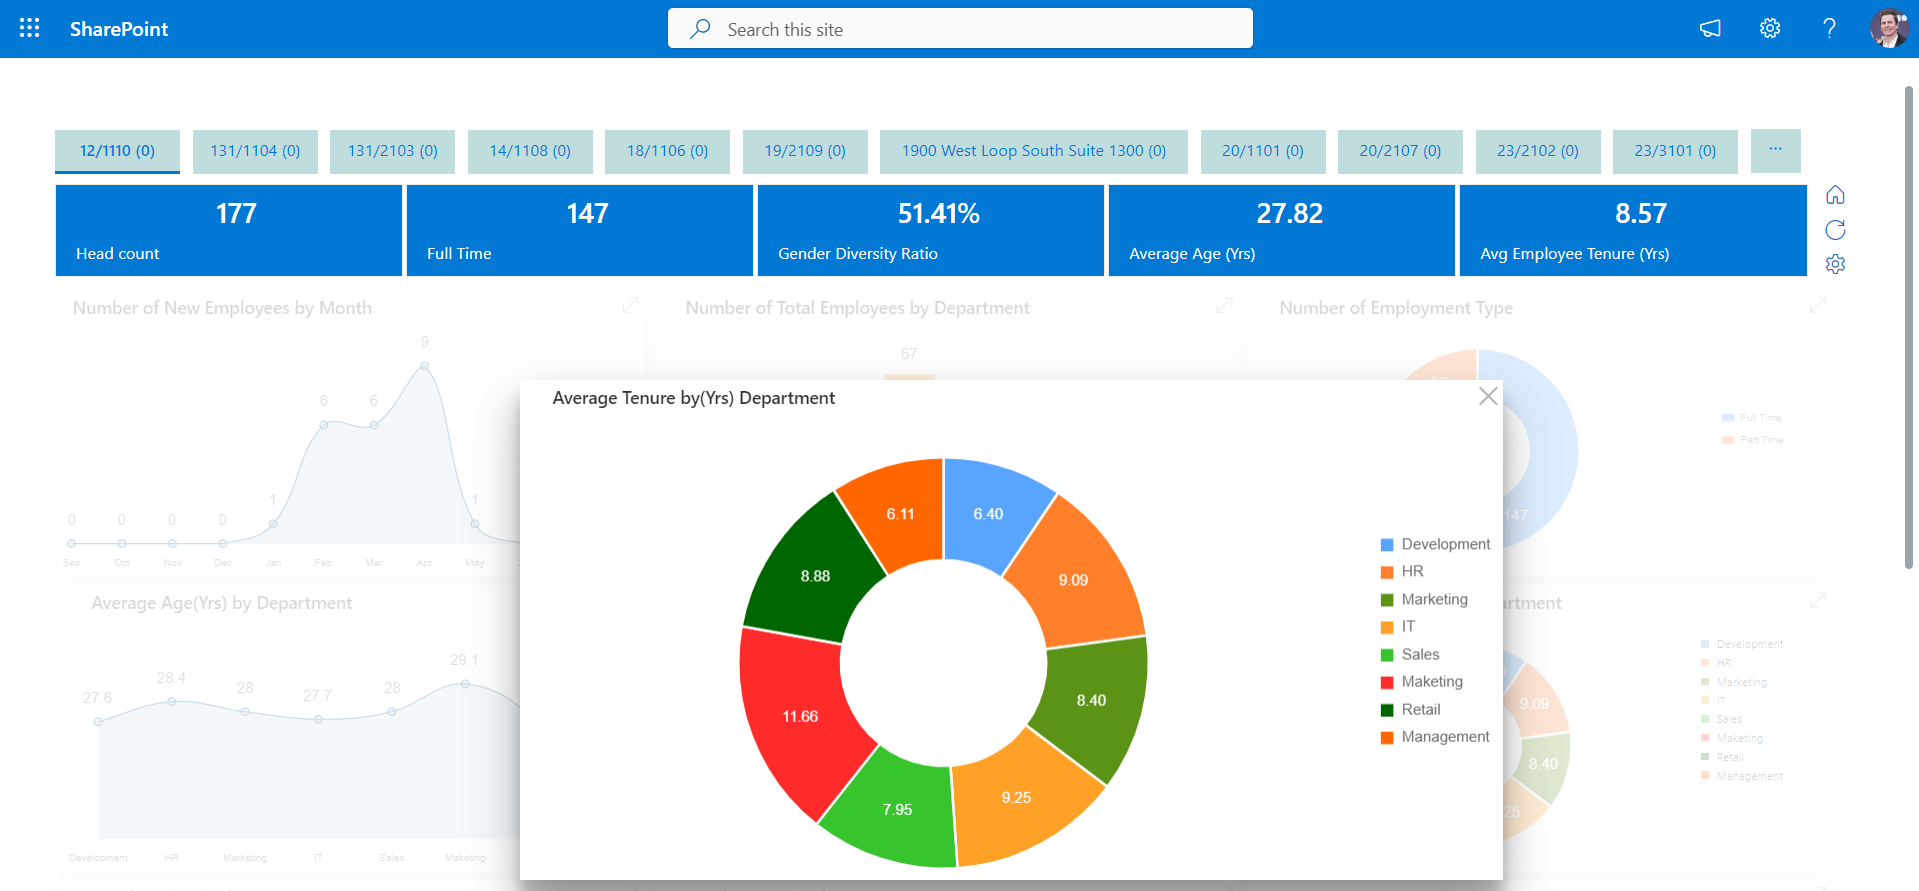 SharePoint
Search this site
12/1110 (0)
131/1104 (0)
131/2103 (0)
14/1108 (0)
18/1106 (0)
19/2109 (0)
1900 West Loop South Suite 1300 (0)
20/1101 (0)
20/2107 (0)
23/2102 (0)
23/3101 (0)
...
177
Head count
147
Full Time
51.41%
Gender Diversity Ratio
27.82
Average Age (Yrs)
8.57
Avg Employee Tenure (Yrs)
Number of New Employees by Month
9
6
6
1
1
0
0
0
0
Sep
Oct
Nov
Dec
Jan
Feb
Mar
Apr
May
Number of Total Employees by Department
67
Number of Employment Type
147
Full Time
Part Time
Average Tenure by(Yrs) Department
6.11
6.40
8.88
9.09
11.66
8.40
7.95
9.25
Development
HR
Marketing
IT
Sales
Maketing
Retail
Management
Average Age(Yrs) by Department
27.6
28.4
28
27.7
28
29.1
Development
HR
Marketing
IT
Sales
Maketing
9.09
8.40
Development
HR
Marketing
IT
Sales
Maketing
Retail
Management